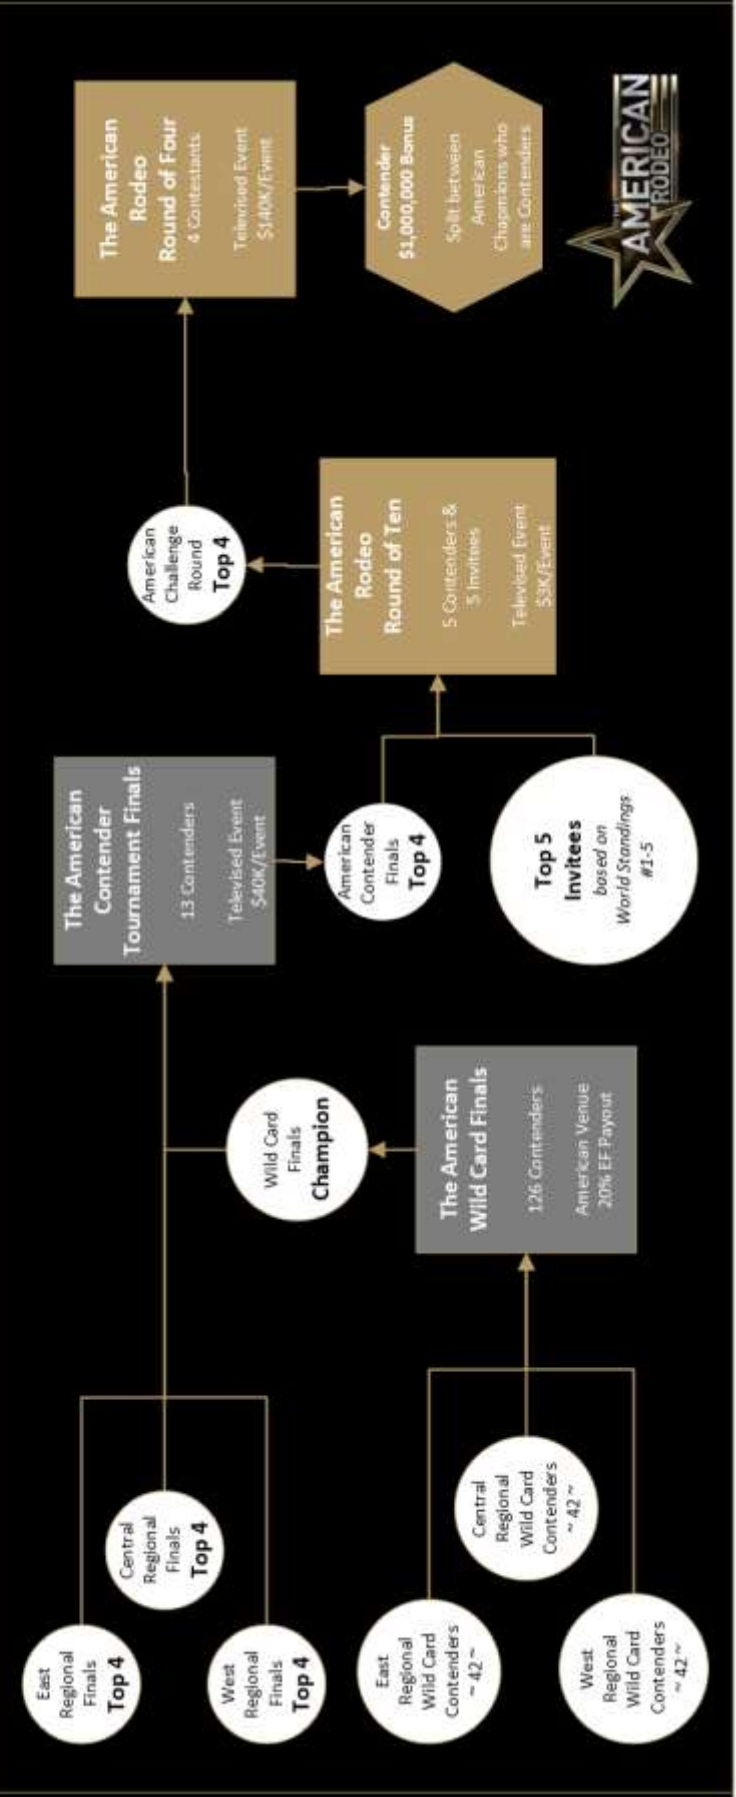 East
Regional
Finals
Top 4
Central
Regional
Finals
Top 4
West
Regional
Finals
Top 4
East
Regional
Wild Card
Contenders
~ 42 ~
Central
Regional
Wild Card
Contenders
~ 42 ~
West
Regional
Wild Card
Contenders
~ 42 ~
The American
Wild Card Finals
126 Contenders
American Venue
20% EF Payout
Wild Card
Finals
Champion
The American
Contender
Tournament Finals
13 Contenders
Televised Event
$40K/Event
American
Contender
Finals
Top 4
Top 5
Invitees
based on
World Standings
#1-5
The American
Rodeo
Round of Ten
5 Contenders &
5 Invitees
Televised Event
$3K/Event
American
Challenge
Round
Top 4
The American
Rodeo
Round of Four
4 Contestants
Televised Event
$140K/Event
Contender
$1,000,000 Bonus
Split between
American
Chapmions who
are Contenders
THE
AMERICAN
RODEO